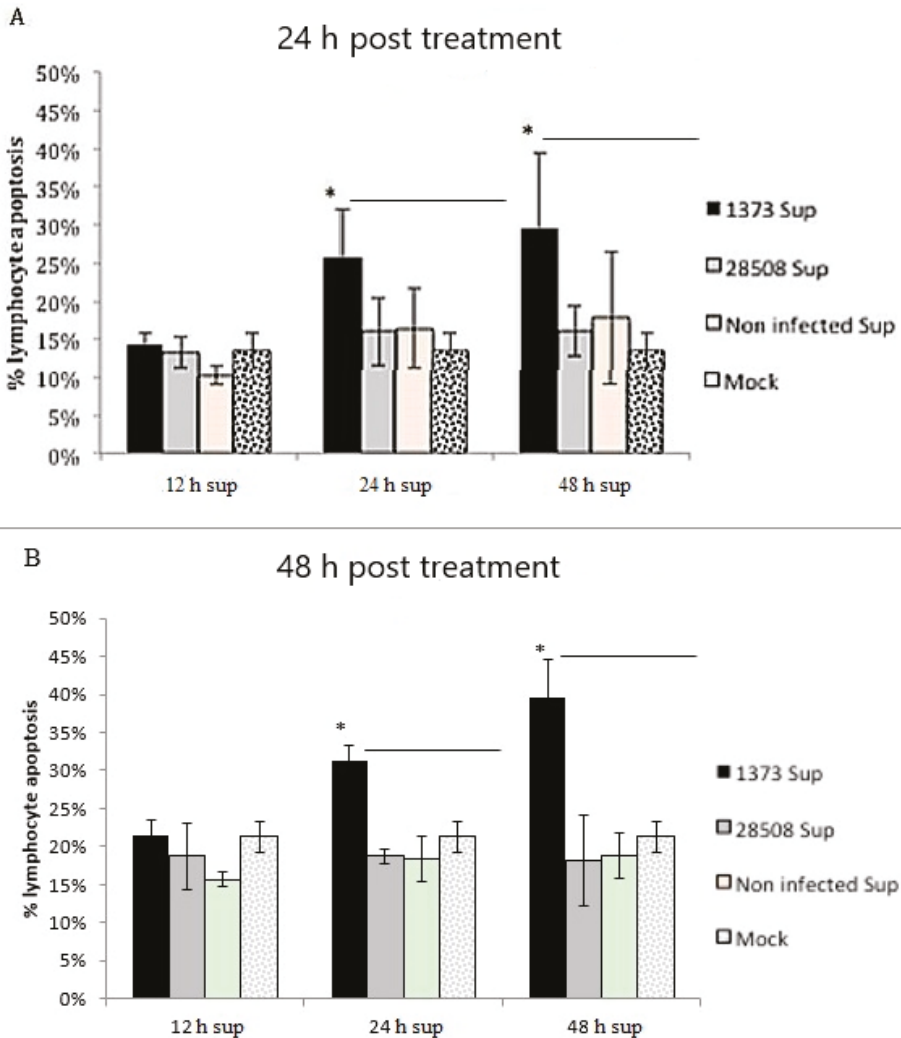 A
24 h post treatment
50%
45%
40%
35%
30%
25%
20%
15%
10%
5%
0%
% lymphocyte apoptosis
*
*
12 h sup
24 h sup
48 h sup
1373 Sup
28508 Sup
Non infected Sup
Mock
B
48 h post treatment
50%
45%
40%
35%
30%
25%
20%
15%
10%
5%
0%
% lymphocyte apoptosis
*
*
12 h sup
24 h sup
48 h sup
1373 Sup
28508 Sup
Non infected Sup
Mock